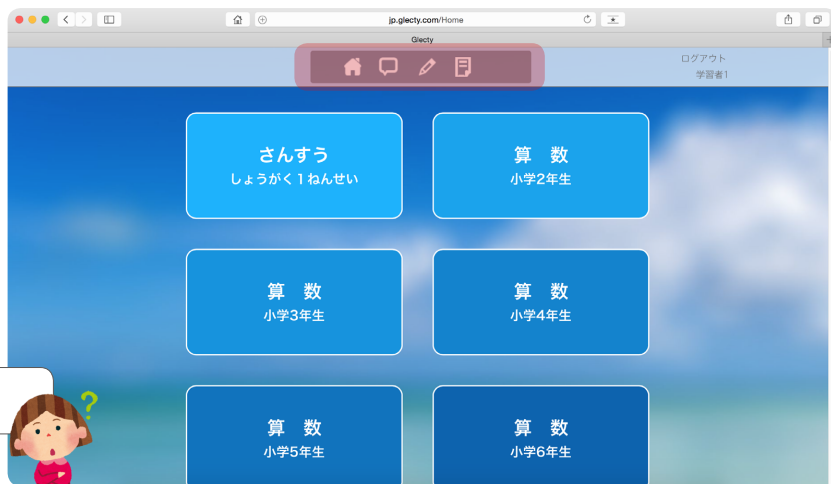 jp.glecty.com/Home
Glecty
ログアウト
学習者1
さんすう
しょうがく1ねんせい
算 数
小学2年生
算 数
小学3年生
算 数
小学4年生
?
算 数
小学5年生
算 数
小学6年生